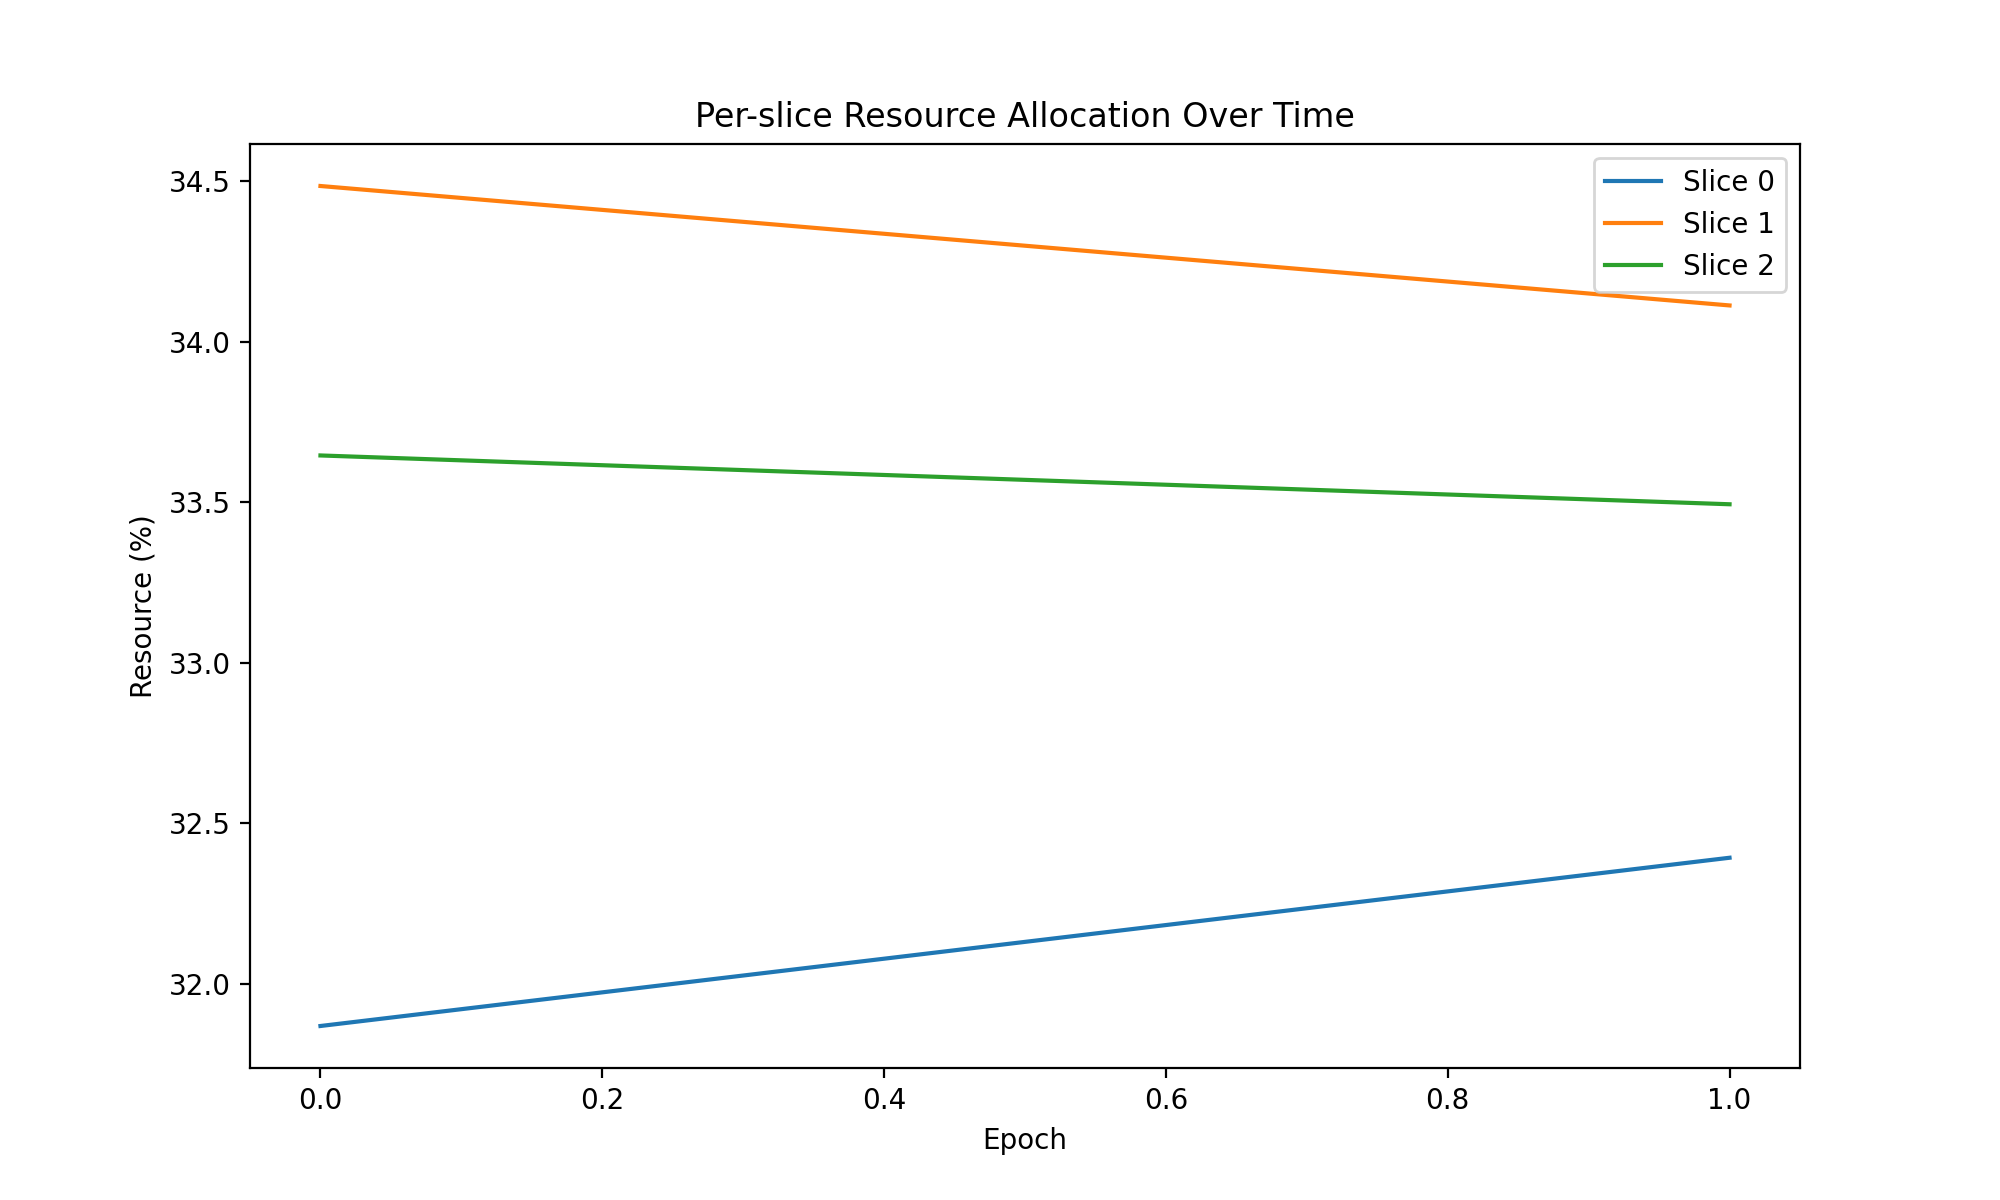 Per-slice Resource Allocation Over Time
Slice 0
Slice 1
Slice 2
34.5
34.0
33.5
33.0
32.5
32.0
Resource (%)
0.0 0.2 0.4 0.6 0.8 1.0
Epoch